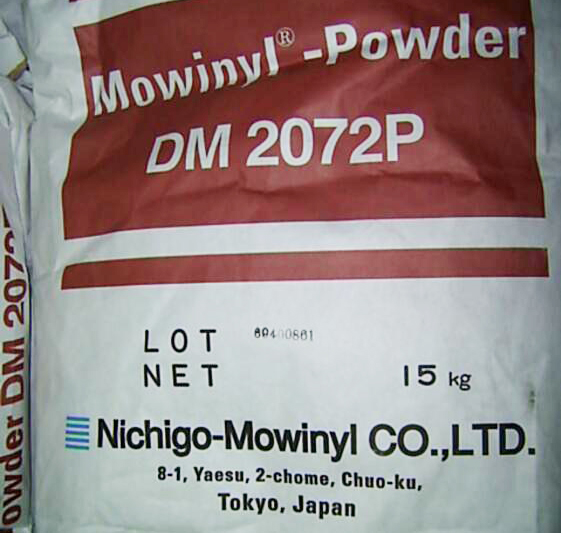 Mowinyl® -Powder
DM 2072P
LOT
NET 15 kg
Nichigo-Mowinyl CO.,LTD.
8-1, Yaesu, 2-chome, Chuo-ku,
Tokyo, Japan
owder DM 2072